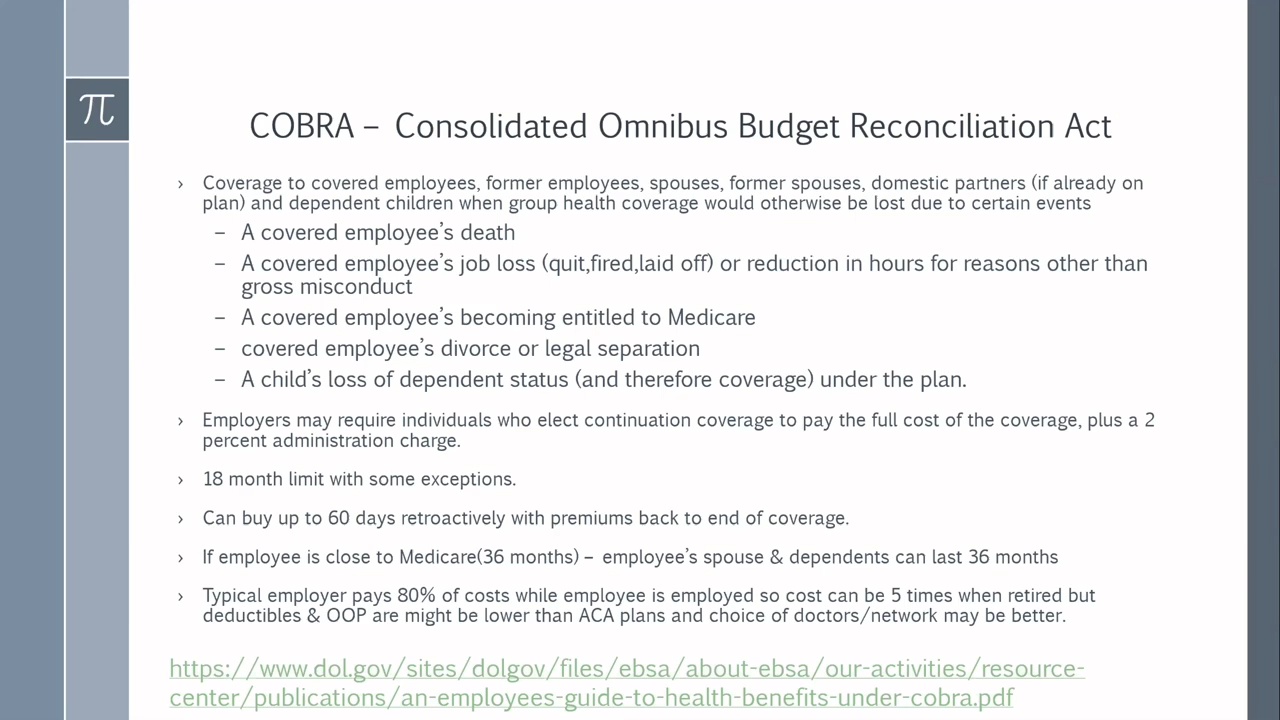 π
COBRA – Consolidated Omnibus Budget Reconciliation Act
› Coverage to covered employees, former employees, spouses, former spouses, domestic partners (if already on
plan) and dependent children when group health coverage would otherwise be lost due to certain events
– A covered employee’s death
– A covered employee’s job loss (quit,fired,laid off) or reduction in hours for reasons other than
gross misconduct
– A covered employee’s becoming entitled to Medicare
– covered employee’s divorce or legal separation
– A child’s loss of dependent status (and therefore coverage) under the plan.
› Employers may require individuals who elect continuation coverage to pay the full cost of the coverage, plus a 2
percent administration charge.
› 18 month limit with some exceptions.
› Can buy up to 60 days retroactively with premiums back to end of coverage.
› If employee is close to Medicare(36 months) – employee’s spouse & dependents can last 36 months
› Typical employer pays 80% of costs while employee is employed so cost can be 5 times when retired but
deductibles & OOP are might be lower than ACA plans and choice of doctors/network may be better.
https://www.dol.gov/sites/dolgov/files/ebsa/about-ebsa/our-activities/resource-
center/publications/an-employees-guide-to-health-benefits-under-cobra.pdf